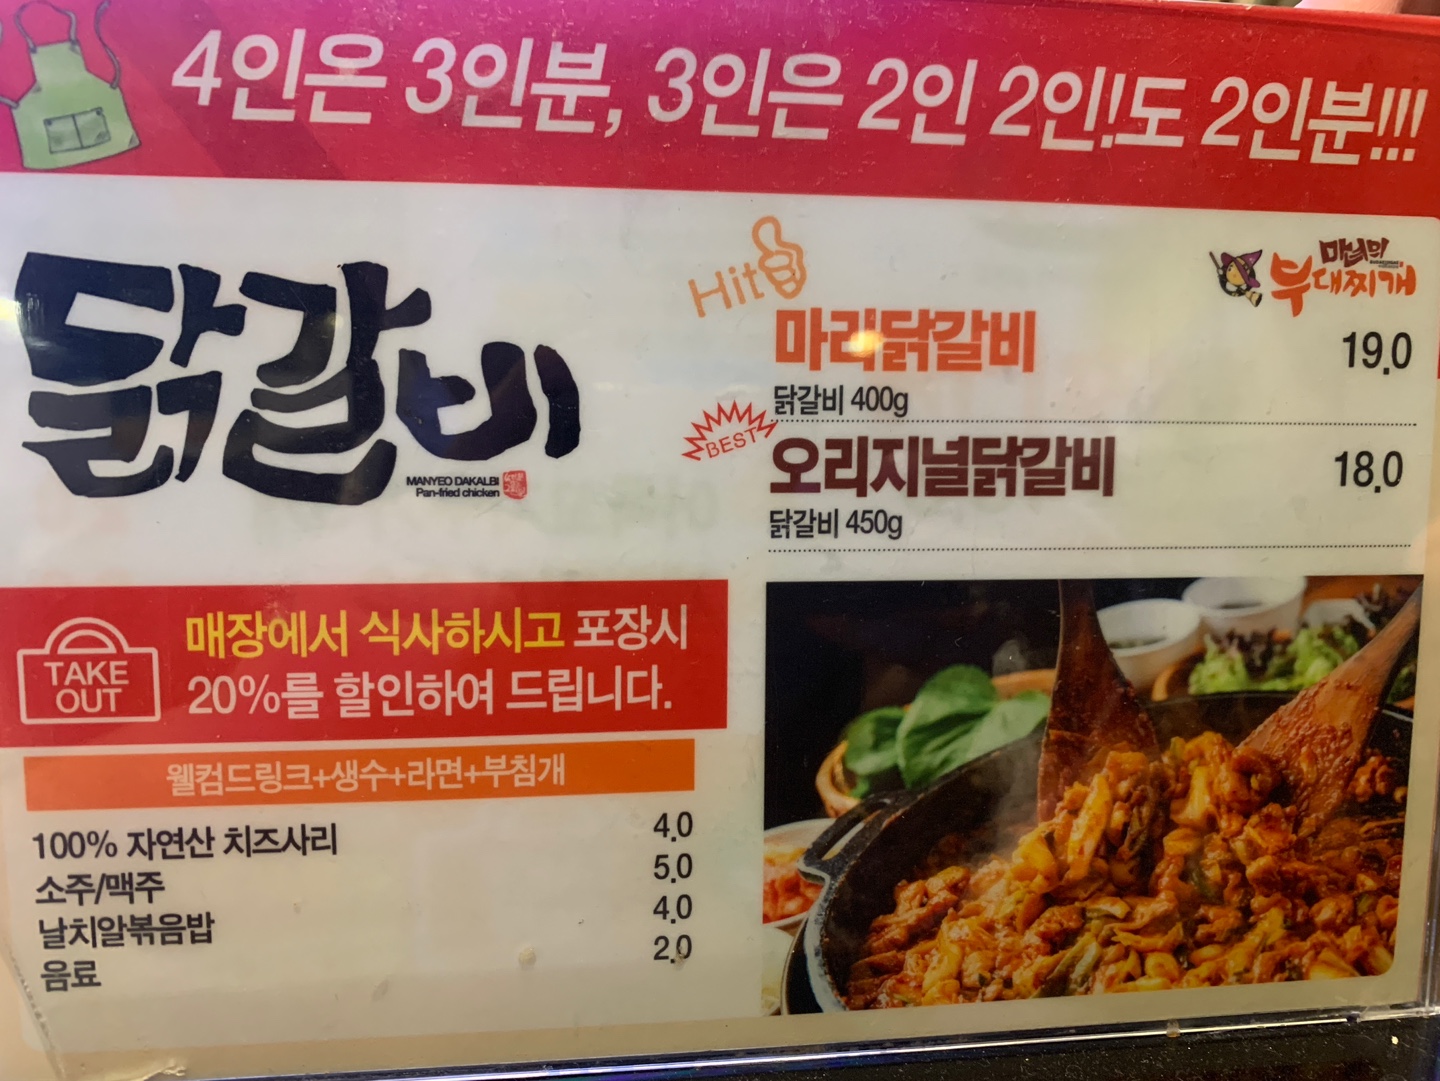 4인은 3인분, 3인은 2인 2인!도 2인분!!!
닭갈비
MANYEO DAKALBI
Pan-fried chicken
Hit
마녀의
부대찌개
마리닭갈비 19.0
닭갈비 400g
BEST
오리지널닭갈비 18.0
닭갈비 450g
TAKE
OUT
매장에서 식사하시고 포장시
20%를 할인하여 드립니다.
웰컴드링크+생수+라면+부침개
100% 자연산 치즈사리 4.0
소주/맥주 5.0
날치알볶음밥 4.0
음료 2.0